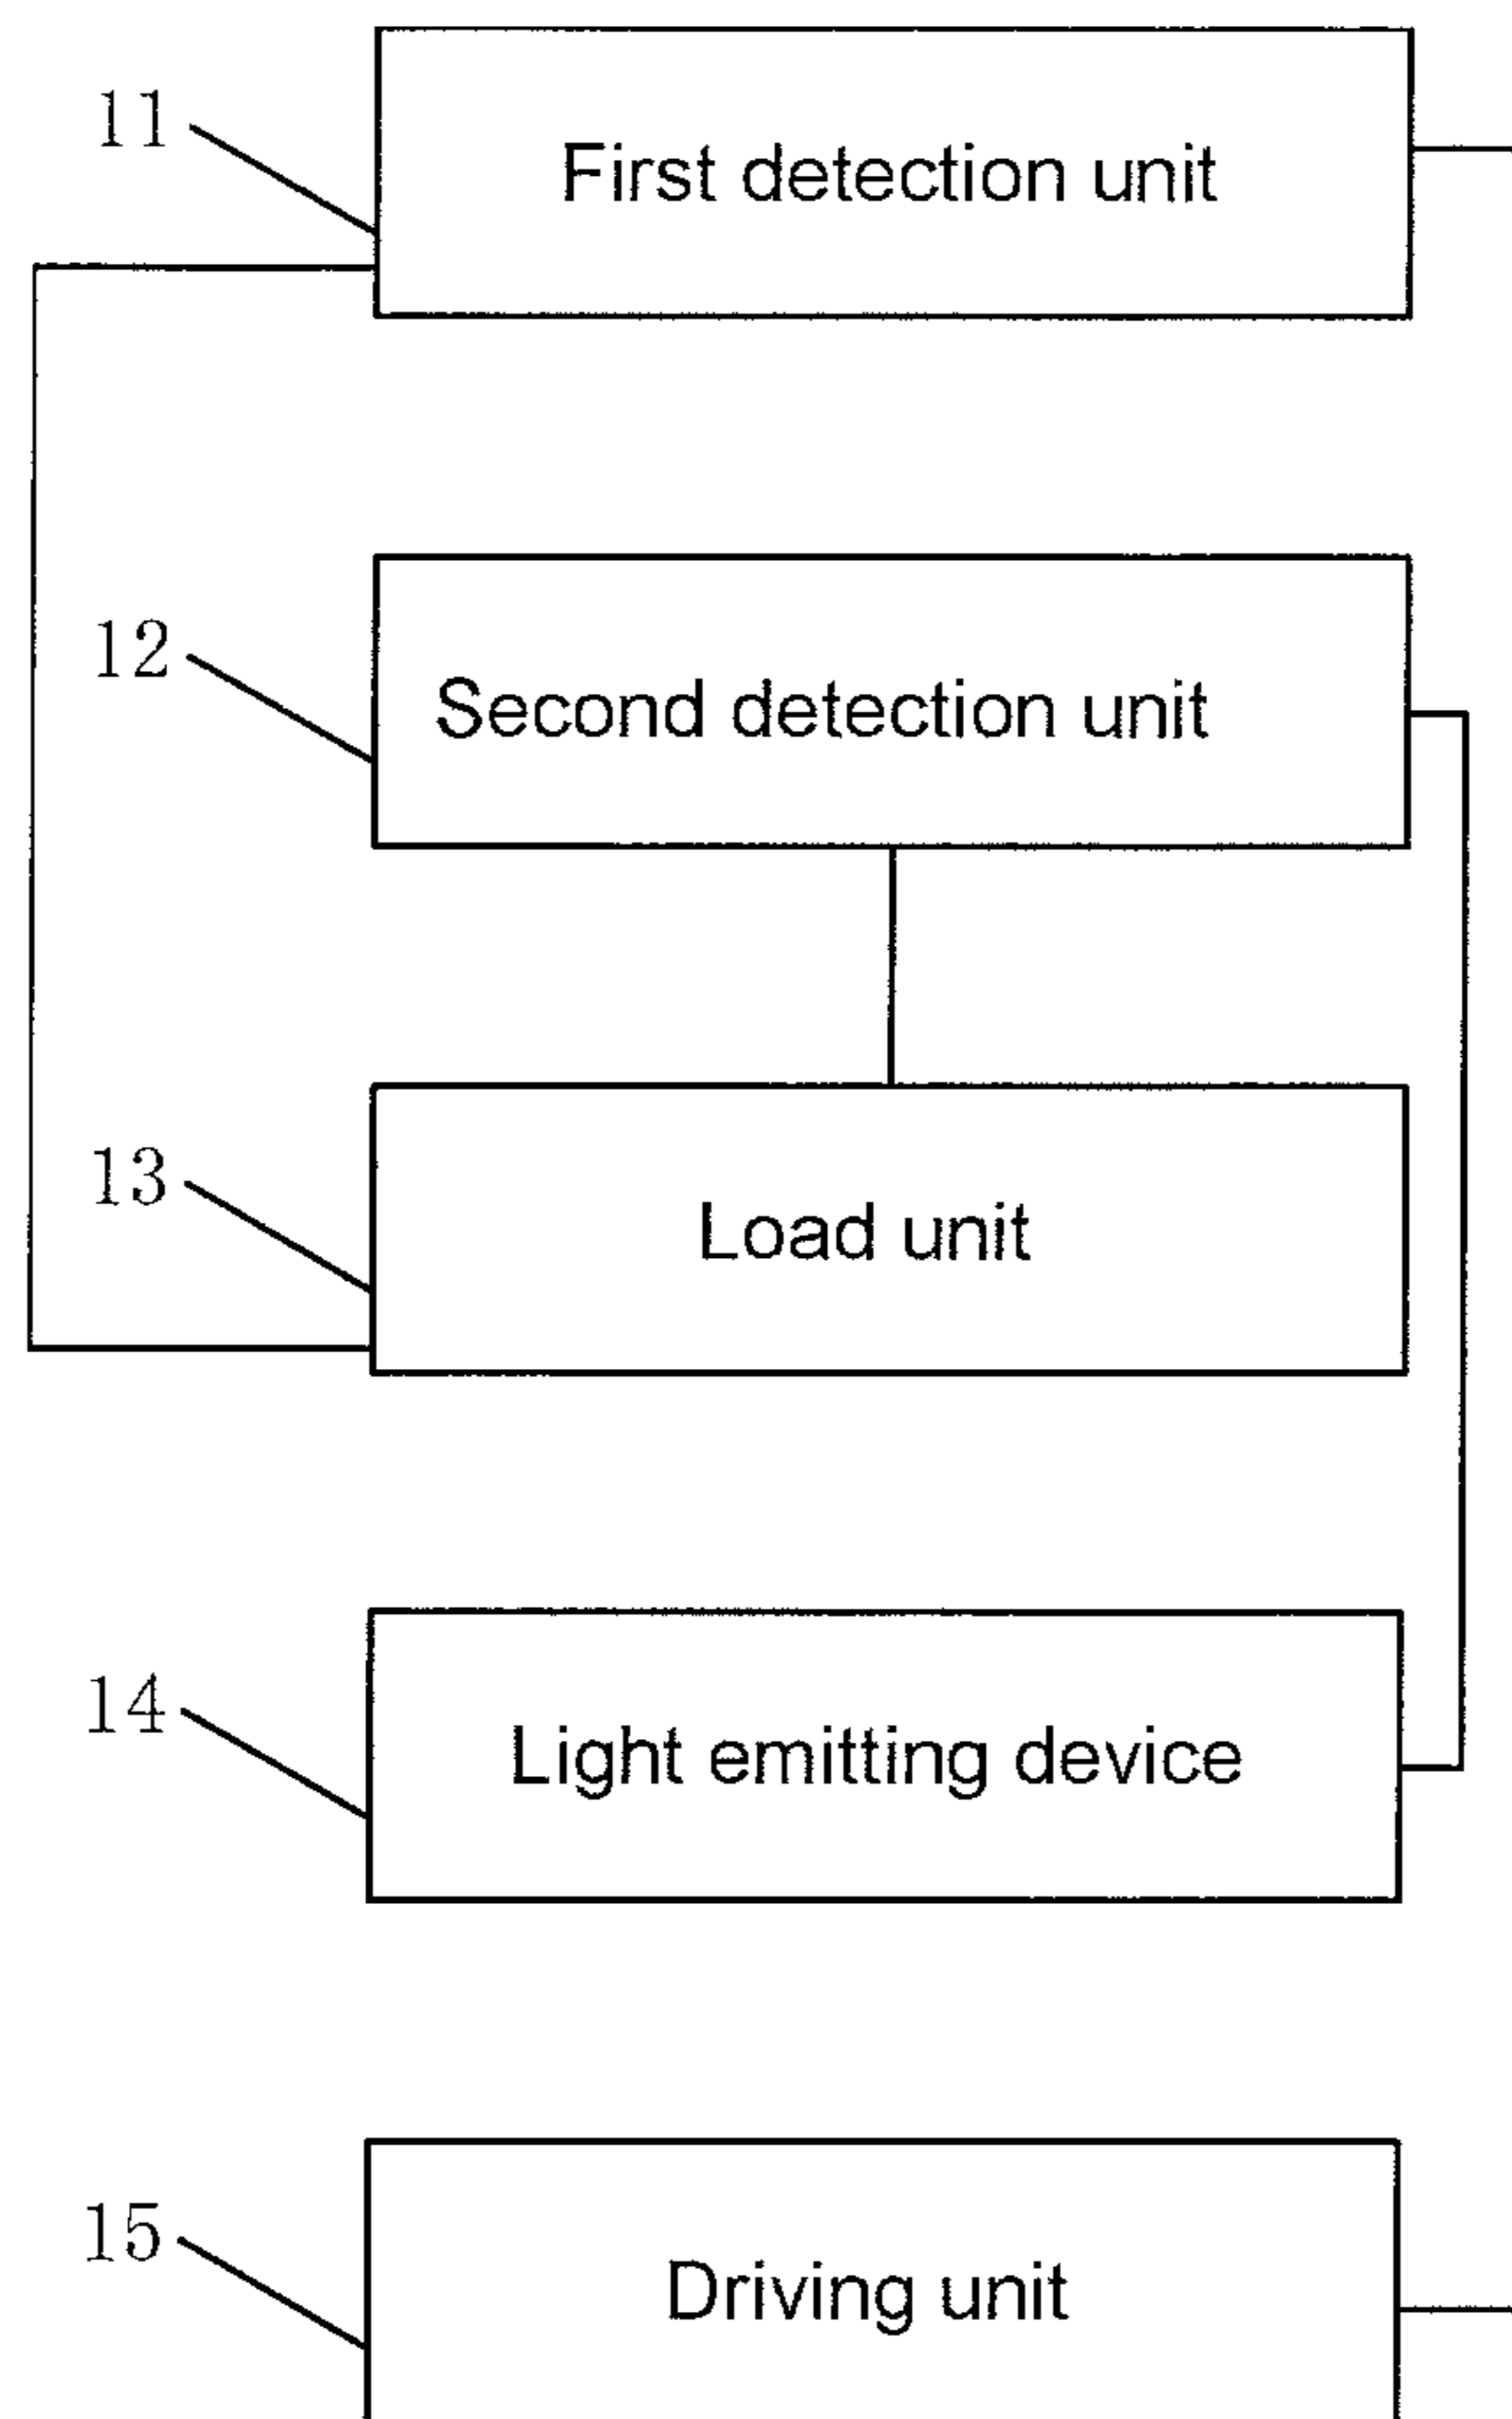 11
First detection unit
12
Second detection unit
13
Load unit
14
Light emitting device
15
Driving unit